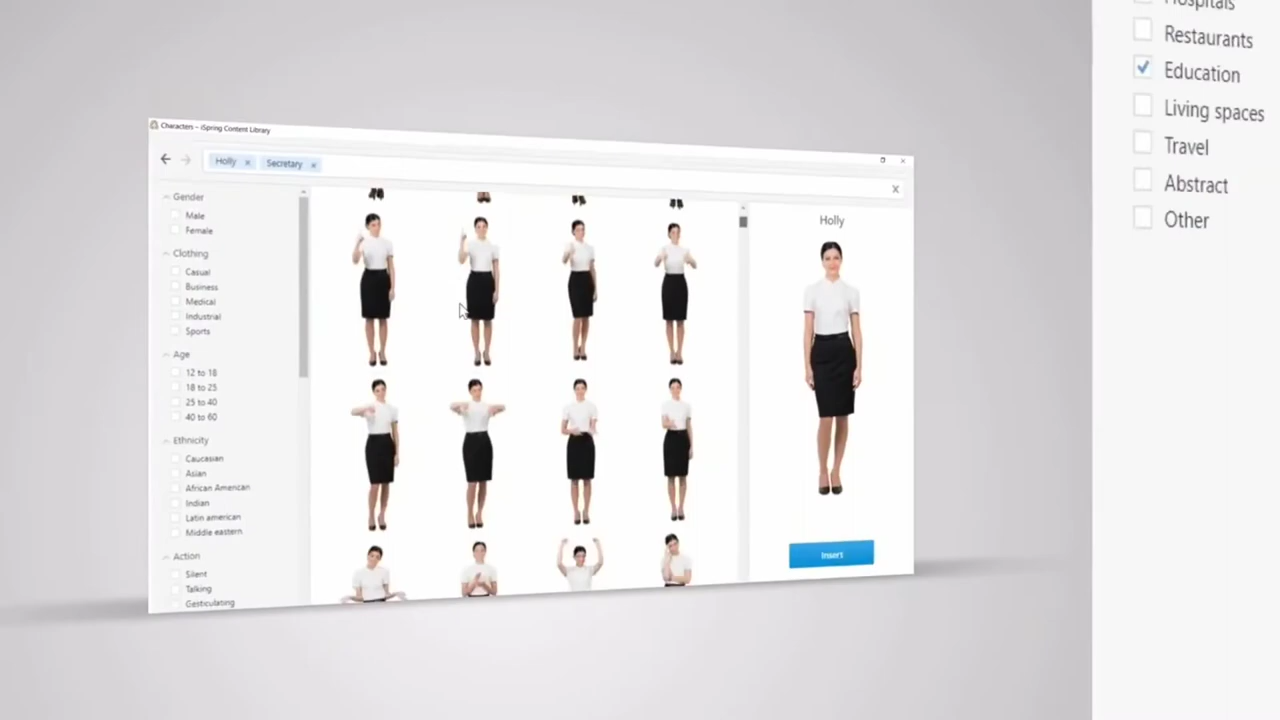 Characters – iSpring Content Library
Holly
Secretary
Gender
Male
Female
Clothing
Casual
Business
Medical
Industrial
Sports
Age
12 to 18
18 to 25
25 to 40
40 to 60
Ethnicity
Caucasian
Asian
African American
Indian
Latin american
Middle eastern
Action
Silent
Talking
Gesticulating
Holly
Insert
Hospitals
Restaurants
Education
Living spaces
Travel
Abstract
Other